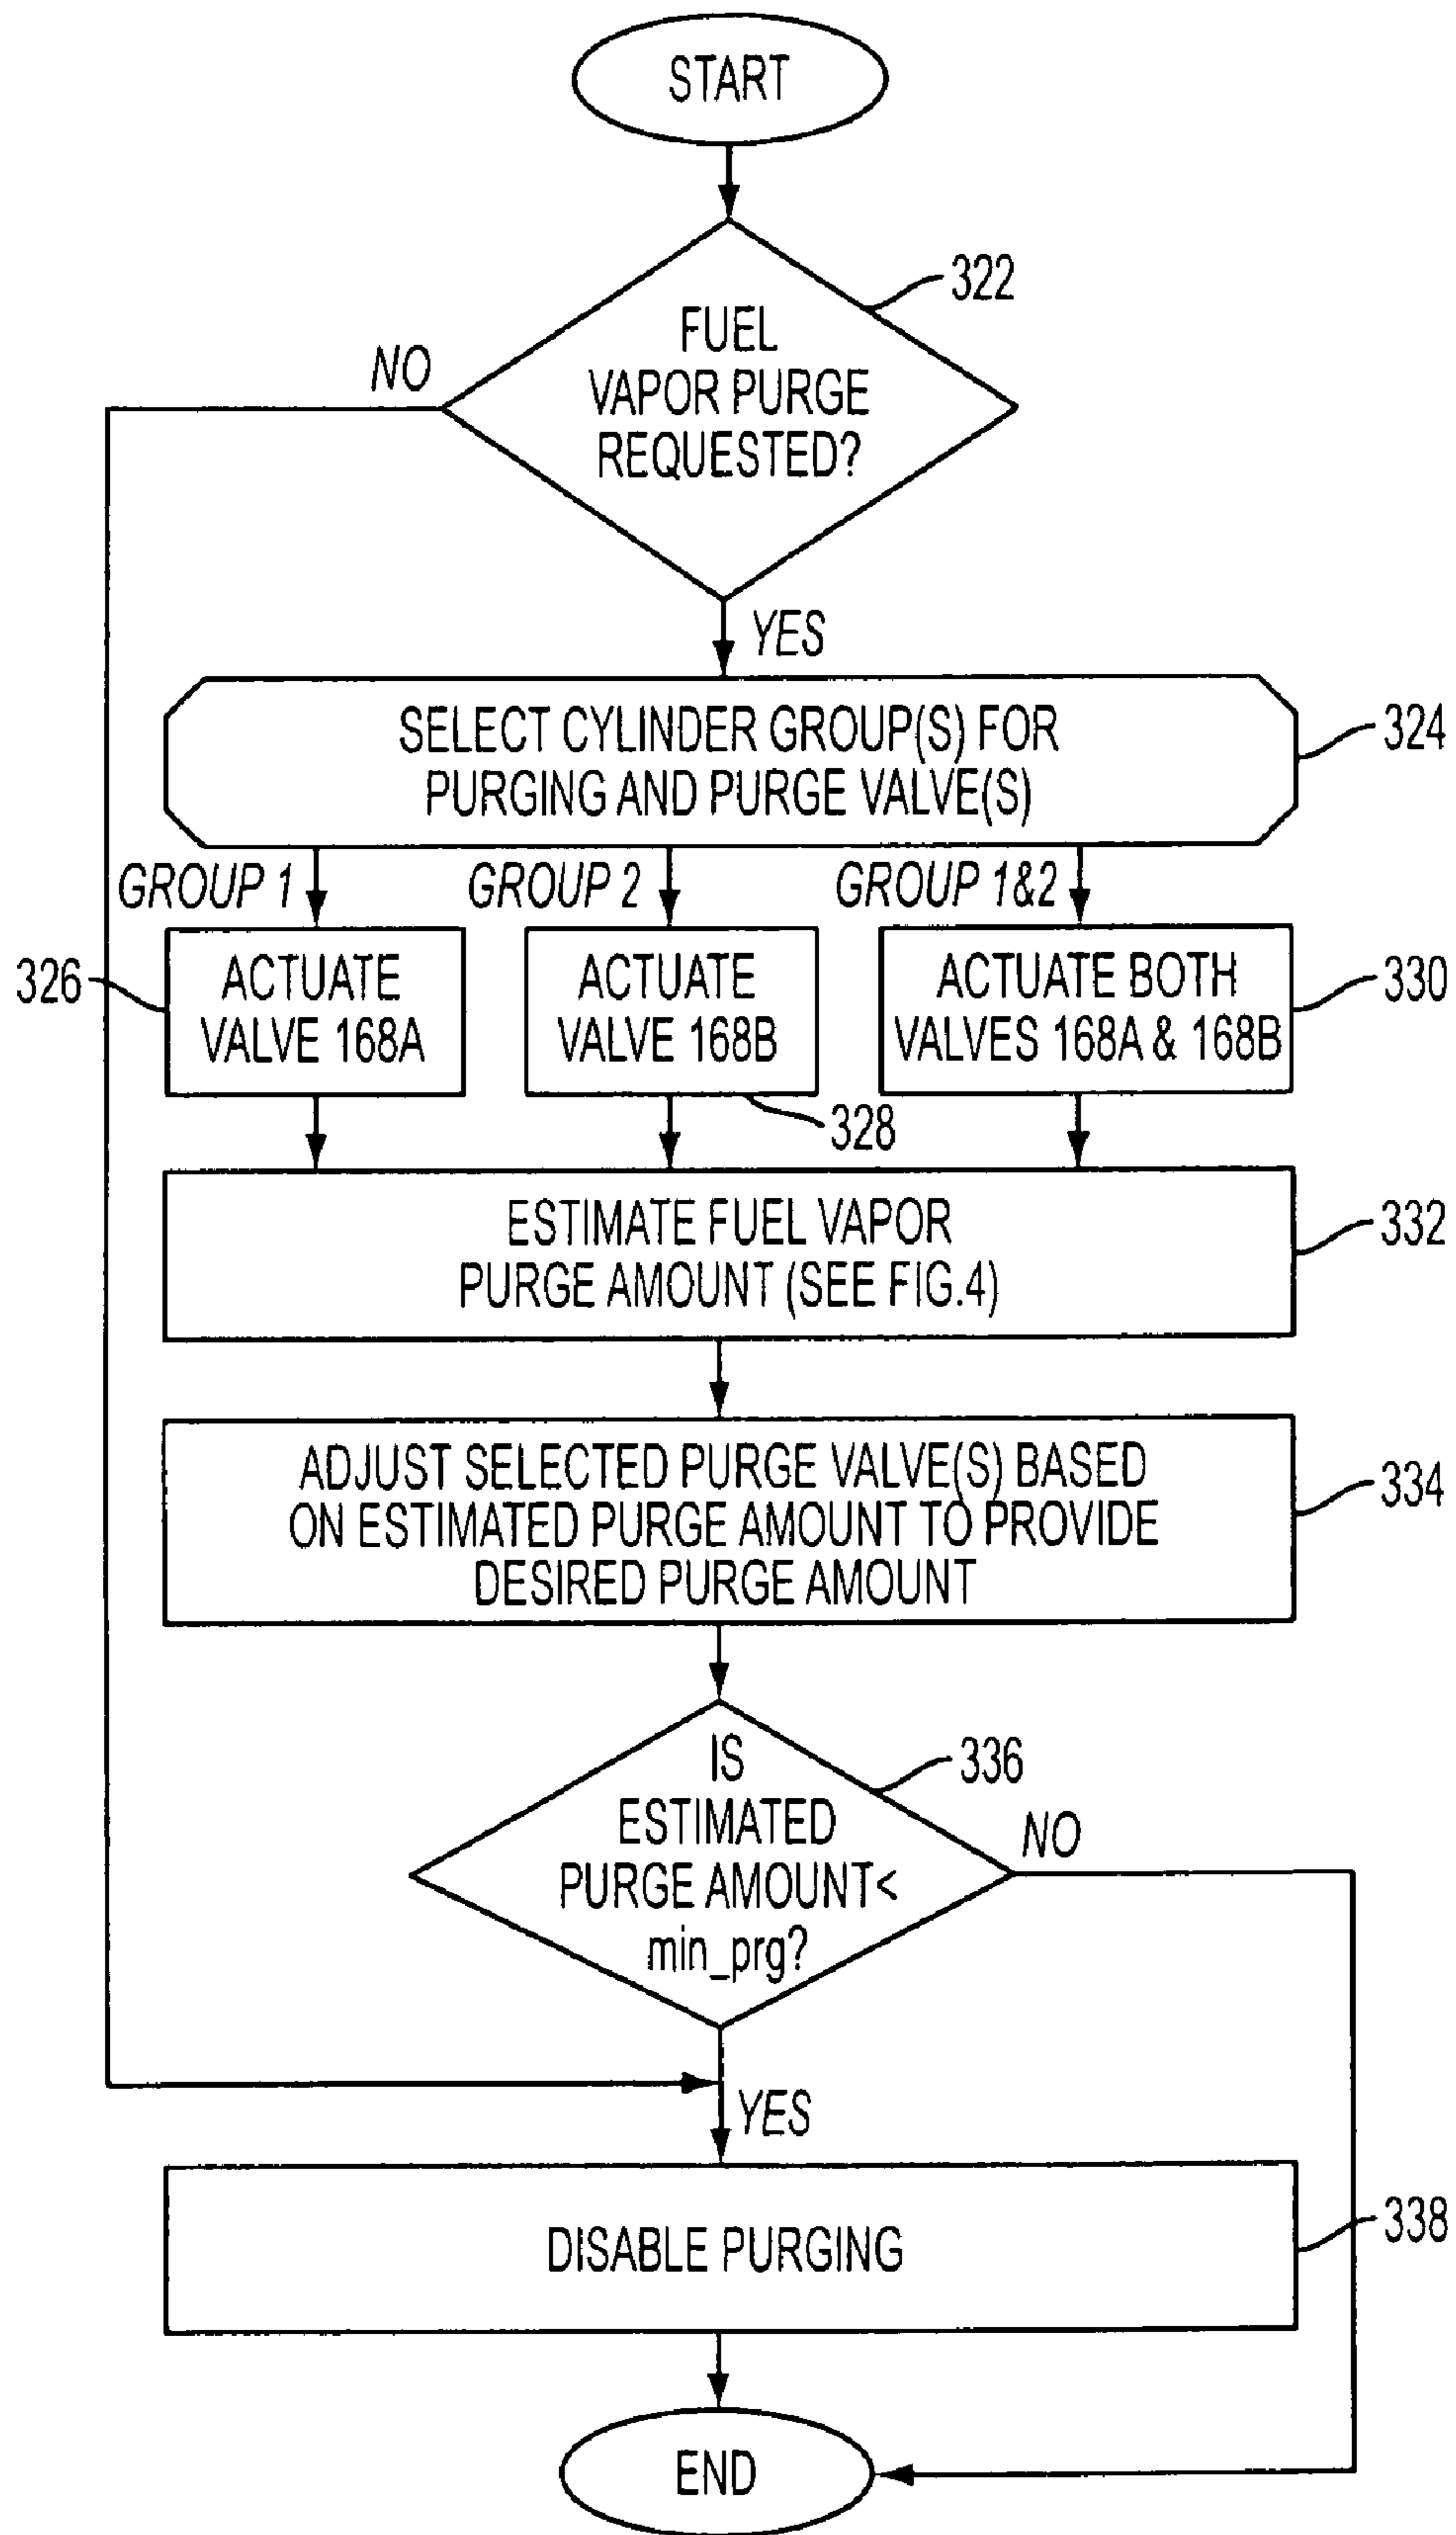 START
322
FUEL
VAPOR PURGE
REQUESTED?
NO
YES
SELECT CYLINDER GROUP(S) FOR
PURGING AND PURGE VALVE(S)
324
GROUP 1
GROUP 2
GROUP 1&2
326
ACTUATE
VALVE 168A
ACTUATE
VALVE 168B
328
ACTUATE BOTH
VALVES 168A & 168B
330
ESTIMATE FUEL VAPOR
PURGE AMOUNT (SEE FIG.4)
332
ADJUST SELECTED PURGE VALVE(S) BASED
ON ESTIMATED PURGE AMOUNT TO PROVIDE
DESIRED PURGE AMOUNT
334
IS
ESTIMATED
PURGE AMOUNT<
min_prg?
336
NO
YES
DISABLE PURGING
338
END